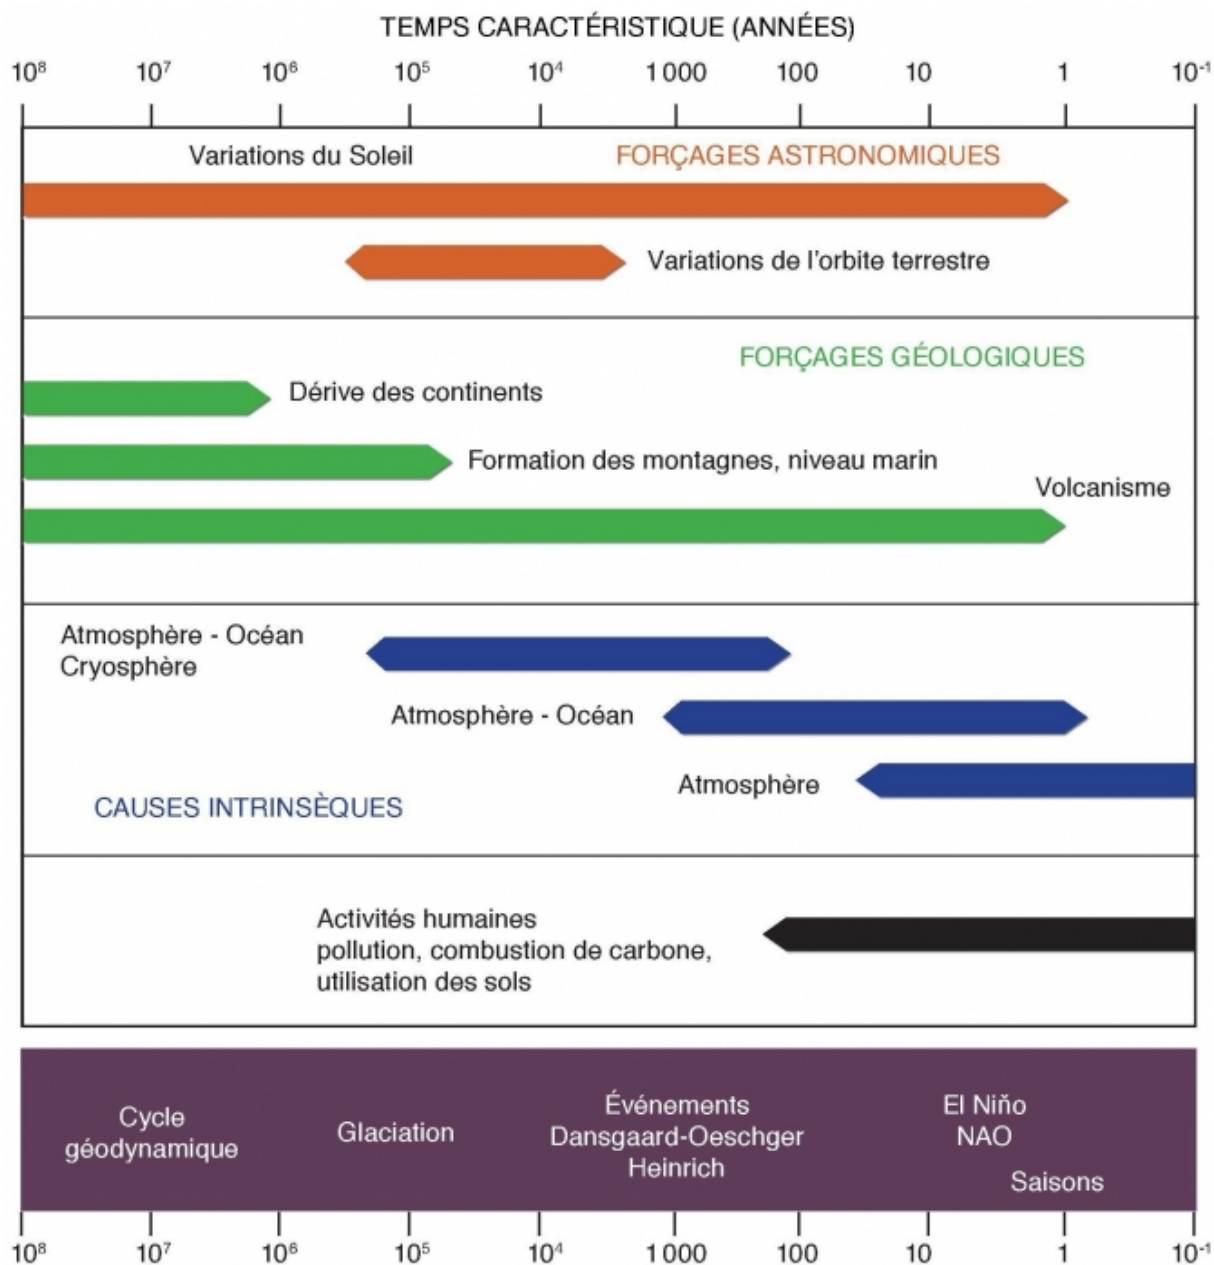 TEMPS CARACTÉRISTIQUE (ANNÉES)
10⁸ 10⁷ 10⁶ 10⁵ 10⁴ 1 000 100 10 1 10⁻¹
Variations du Soleil
FORÇAGES ASTRONOMIQUES
Variations de l'orbite terrestre
FORÇAGES GÉOLOGIQUES
Dérive des continents
Formation des montagnes, niveau marin
Volcanisme
Atmosphère - Océan
Cryosphère
Atmosphère - Océan
Atmosphère
CAUSES INTRINSÈQUES
Activités humaines
pollution, combustion de carbone,
utilisation des sols
Cycle
géodynamique
Glaciation
Événements
Dansgaard-Oeschger
Heinrich
El Niño
NAO
Saisons
10⁸ 10⁷ 10⁶ 10⁵ 10⁴ 1 000 100 10 1 10⁻¹